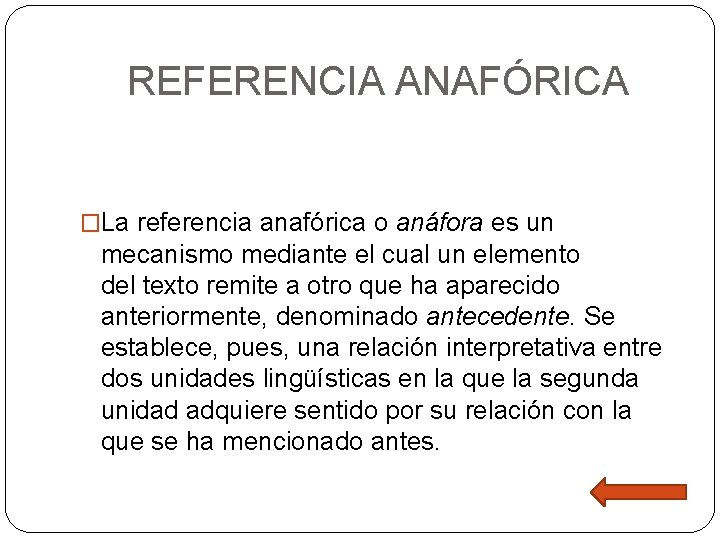 REFERENCIA ANAFÓRICA
La referencia anafórica o anáfora es un
mecanismo mediante el cual un elemento
del texto remite a otro que ha aparecido
anteriormente, denominado antecedente. Se
establece, pues, una relación interpretativa entre
dos unidades lingüísticas en la que la segunda
unidad adquiere sentido por su relación con la
que se ha mencionado antes.